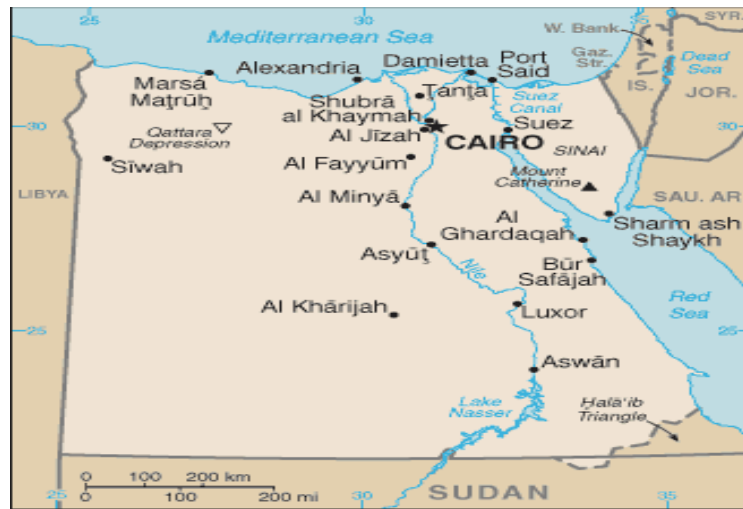 25
30
35
SYR.
W. Bank
Mediterranean Sea
Gaz.
Str.
Dead
Sea
IS.
JOR.
Damietta
Port
Said
Alexandria
Marsá
Maţrūḩ
Ţanţa
Shubrā
al Khaymah
Suez
Canal
30
Qattara
Depression
Al Jīzah
CAIRO
Suez
30
Sīwah
Al Fayyūm
SINAI
Mount
Catherine
LIBYA
SAU. AR
Al Minyā
Al
Ghardaqah
Sharm ash
Shaykh
Asyūţ
Nile
Būr
Safājah
Al Khārijah
Luxor
Red
Sea
25
25
Aswān
Lake
Nasser
Ḩalā'ib
Triangle
0 100 200 km
0 100 200 mi
SUDAN
25
30
35